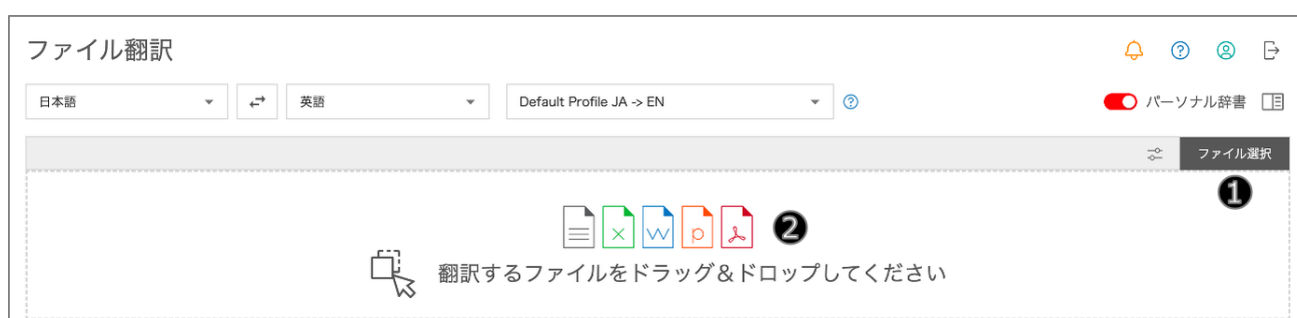 ファイル翻訳
日本語
英語
Default Profile JA -> EN
パーソナル辞書
ファイル選択
❶
❷
翻訳するファイルをドラッグ＆ドロップしてください